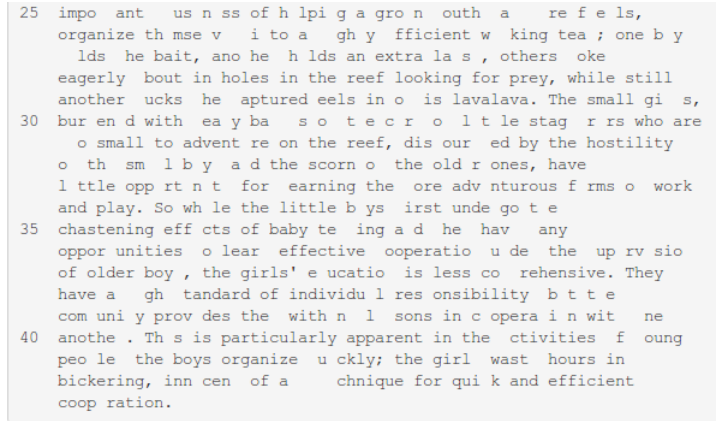 25 impo ant us n ss of h lpi g a gro n outh a re f e ls,
organize th mse v i to a gh y fficient w king tea ; one b y
lds he bait, ano he h lds an extra la s , others oke
eagerly bout in holes in the reef looking for prey, while still
another ucks he aptured eels in o is lavalava. The small gi s,
30 bur en d with ea y ba s o t e c r o l t le stag r rs who are
o small to advent re on the reef, dis our ed by the hostility
o th sm l b y a d the scorn o the old r ones, have
l ttle opp rt n t for earning the ore adv nturous f rms o work
and play. So wh le the little b ys irst unde go t e
35 chastening eff cts of baby te ing a d he hav any
oppor unities o lear effective ooperatio u de the up rv sio
of older boy , the girls' e ucatio is less co rehensive. They
have a gh tandard of individu l res onsibility b t t e
com uni y prov des the with n l sons in c opera i n wit ne
40 anothe . Th s is particularly apparent in the ctivities f oung
peo le the boys organize u ckly; the girl wast hours in
bickering, inn cen of a chnique for qui k and efficient
coop ration.